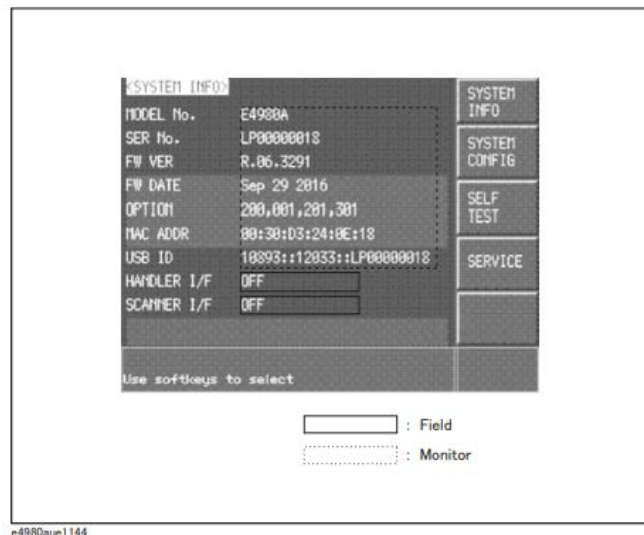 <SYSTEM INFO>
MODEL No. E4980A
SER No. LP00000018
FW VER R.06.3291
FW DATE Sep 29 2016
OPTION 200,001,201,301
MAC ADDR 00:30:D3:24:0E:18
USB ID 10893::12033::LP00000018
HANDLER I/F OFF
SCANNER I/F OFF
Use softkeys to select
SYSTEM
INFO
SYSTEM
CONFIG
SELF
TEST
SERVICE
: Field
: Monitor
e4980aue1144